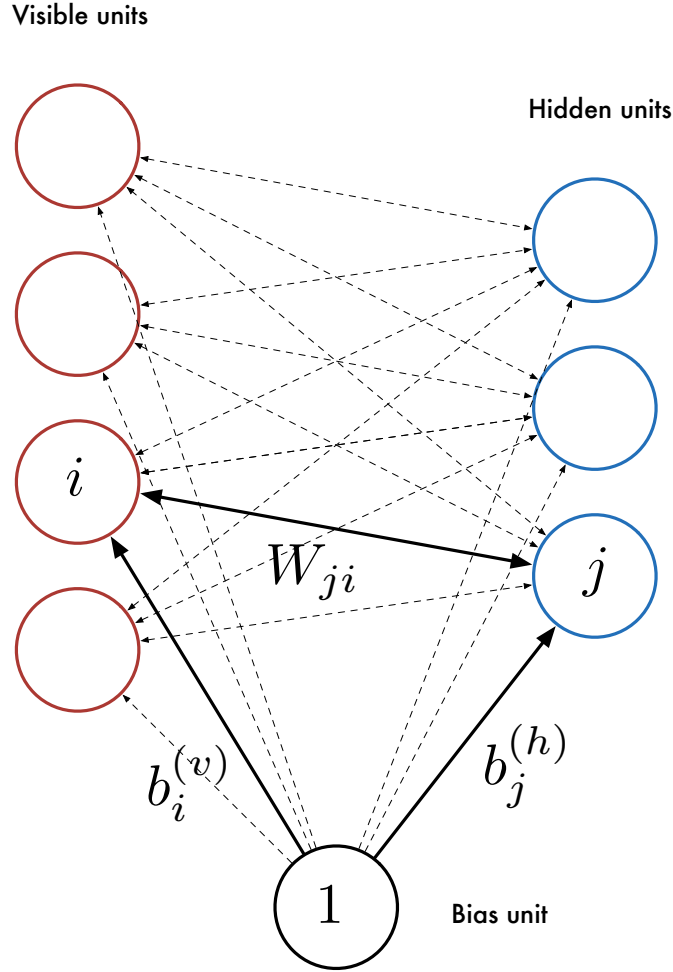 Visible units
Hidden units
i
W_{ji}
j
b_i^{(v)}
b_j^{(h)}
1
Bias unit